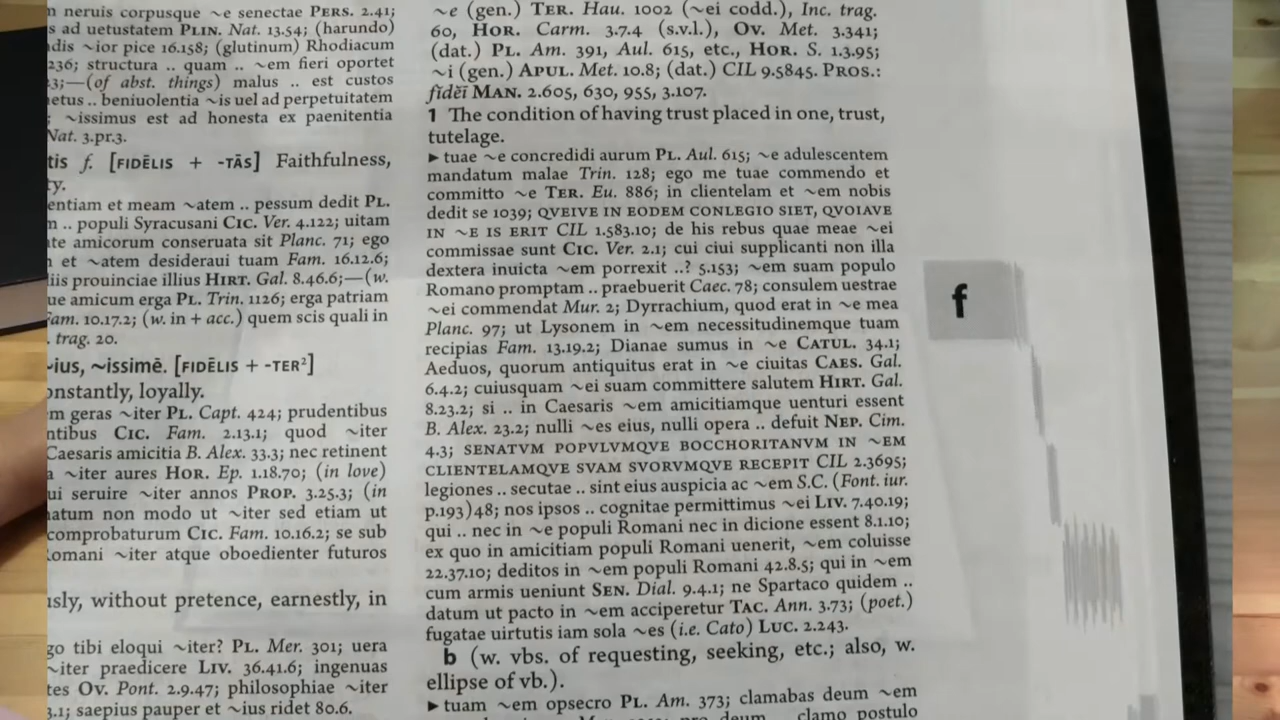 n neruis corpusque ~e senectae PERS. 2.41;
s ad uetustatem PLIN. Nat. 13.54; (harundo)
dis ~ior pice 16.158; (glutinum) Rhodiacum
236; structura .. quam .. ~em fieri oportet
3;—(of abst. things) malus .. est custos
etus .. beniuolentia ~is uel ad perpetuitatem
; ~issimus est ad honesta ex paenitentia
Nat. 3.pr.3.
tis f. [FIDĒLIS + -TĀS] Faithfulness,
ty.
entiam et meam ~atem .. pessum dedit PL.
n .. populi Syracusani CIC. Ver. 4.122; uitam
te amicorum conseruata sit Planc. 71; ego
n et ~atem desideraui tuam Fam. 16.12.6;
liis prouinciae illius HIRT. Gal. 8.46.6;—(w.
ue amicum erga PL. Trin. 1126; erga patriam
Fam. 10.17.2; (w. in + acc.) quem scis quali in
. trag. 20.
~ius, ~issimē. [FIDĒLIS + -TER²]
onstantly, loyally.
m geras ~iter PL. Capt. 424; prudentibus
ntibus CIC. Fam. 2.13.1; quod ~iter
Caesaris amicitia B. Alex. 33.3; nec retinent
a ~iter aures HOR. Ep. 1.18.70; (in love)
ui seruire ~iter annos PROP. 3.25.3; (in
natum non modo ut ~iter sed etiam ut
comprobaturum CIC. Fam. 10.16.2; se sub
Romani ~iter atque oboedienter futuros
usly, without pretence, earnestly, in
go tibi eloqui ~iter? PL. Mer. 301; uera
~iter praedicere LIV. 36.41.6; ingenuas
tes OV. Pont. 2.9.47; philosophiae ~iter
3.1; saepius pauper et ~ius ridet 80.6.
~e (gen.) TER. Hau. 1002 (~ei codd.), Inc. trag.
60, HOR. Carm. 3.7.4 (s.v.l.), OV. Met. 3.341;
(dat.) PL. Am. 391, Aul. 615, etc., HOR. S. 1.3.95;
~i (gen.) APUL. Met. 10.8; (dat.) CIL 9.5845. PROS.:
fĭdĕī MAN. 2.605, 630, 955, 3.107.
1 The condition of having trust placed in one, trust,
tutelage.
▸ tuae ~e concredidi aurum PL. Aul. 615; ~e adulescentem
mandatum malae Trin. 128; ego me tuae commendo et
committo ~e TER. Eu. 886; in clientelam et ~em nobis
dedit se 1039; QVEIVE IN EODEM CONLEGIO SIET, QVOIAVE
IN ~E IS ERIT CIL 1.583.10; de his rebus quae meae ~ei
commissae sunt CIC. Ver. 2.1; cui ciui supplicanti non illa
dextera inuicta ~em porrexit ..? 5.153; ~em suam populo
Romano promptam .. praebuerit Caec. 78; consulem uestrae
~ei commendat Mur. 2; Dyrrachium, quod erat in ~e mea
Planc. 97; ut Lysonem in ~em necessitudinemque tuam
recipias Fam. 13.19.2; Dianae sumus in ~e CATUL. 34.1;
Aeduos, quorum antiquitus erat in ~e ciuitas CAES. Gal.
6.4.2; cuiusquam ~ei suam committere salutem HIRT. Gal.
8.23.2; si .. in Caesaris ~em amicitiamque uenturi essent
B. Alex. 23.2; nulli ~es eius, nulli opera .. defuit NEP. Cim.
4.3; SENATVM POPVLVMQVE BOCCHORITANVM IN ~EM
CLIENTELAMQVE SVAM SVORVMQVE RECEPIT CIL 2.3695;
legiones .. secutae .. sint eius auspicia ac ~em S.C. (Font. iur.
p.193)48; nos ipsos .. cognitae permittimus ~ei LIV. 7.40.19;
qui .. nec in ~e populi Romani nec in dicione essent 8.1.10;
ex quo in amicitiam populi Romani uenerit, ~em coluisse
22.37.10; deditos in ~em populi Romani 42.8.5; qui in ~em
cum armis ueniunt SEN. Dial. 9.4.1; ne Spartaco quidem ..
datum ut pacto in ~em acciperetur TAC. Ann. 3.73; (poet.)
fugatae uirtutis iam sola ~es (i.e. Cato) LUC. 2.243.
b (w. vbs. of requesting, seeking, etc.; also, w.
ellipse of vb.).
▸ tuam ~em opsecro PL. Am. 373; clamabas deum ~em
clamo postulo
f